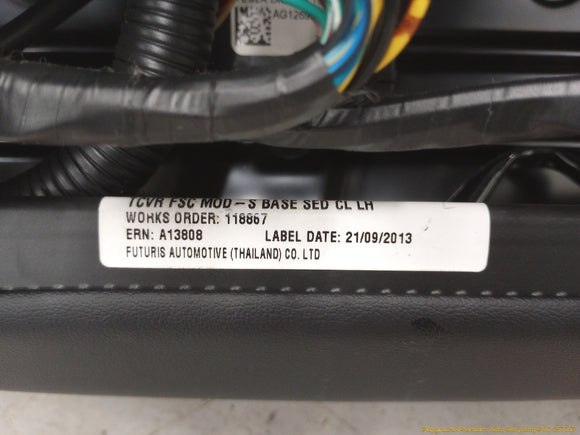 AG1269
TCVR FSC MOD-S BASE SED CL LH
WORKS ORDER: 118867
ERN: A13808 LABEL DATE: 21/09/2013
FUTURIS AUTOMOTIVE (THAILAND) CO. LTD